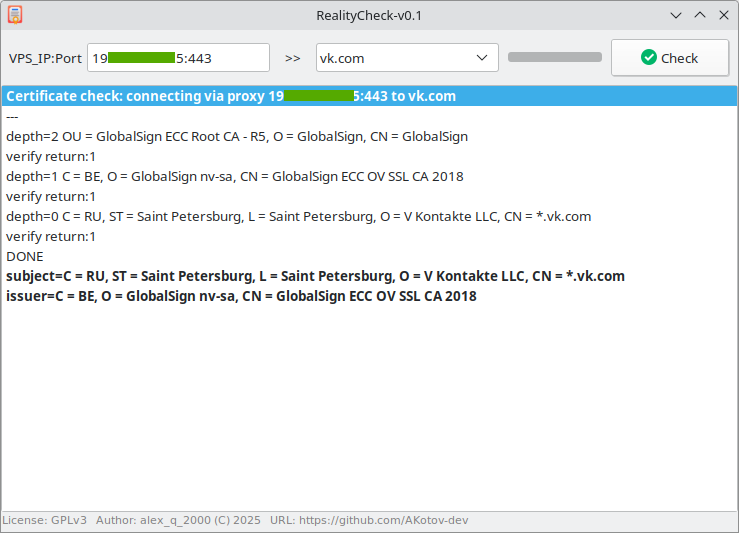 RealityCheck-v0.1
VPS_IP:Port 19 5:443 >> vk.com Check
Certificate check: connecting via proxy 19 5:443 to vk.com
---
depth=2 OU = GlobalSign ECC Root CA - R5, O = GlobalSign, CN = GlobalSign
verify return:1
depth=1 C = BE, O = GlobalSign nv-sa, CN = GlobalSign ECC OV SSL CA 2018
verify return:1
depth=0 C = RU, ST = Saint Petersburg, L = Saint Petersburg, O = V Kontakte LLC, CN = *.vk.com
verify return:1
DONE
subject=C = RU, ST = Saint Petersburg, L = Saint Petersburg, O = V Kontakte LLC, CN = *.vk.com
issuer=C = BE, O = GlobalSign nv-sa, CN = GlobalSign ECC OV SSL CA 2018
License: GPLv3 Author: alex_q_2000 (C) 2025 URL: https://github.com/AKotov-dev